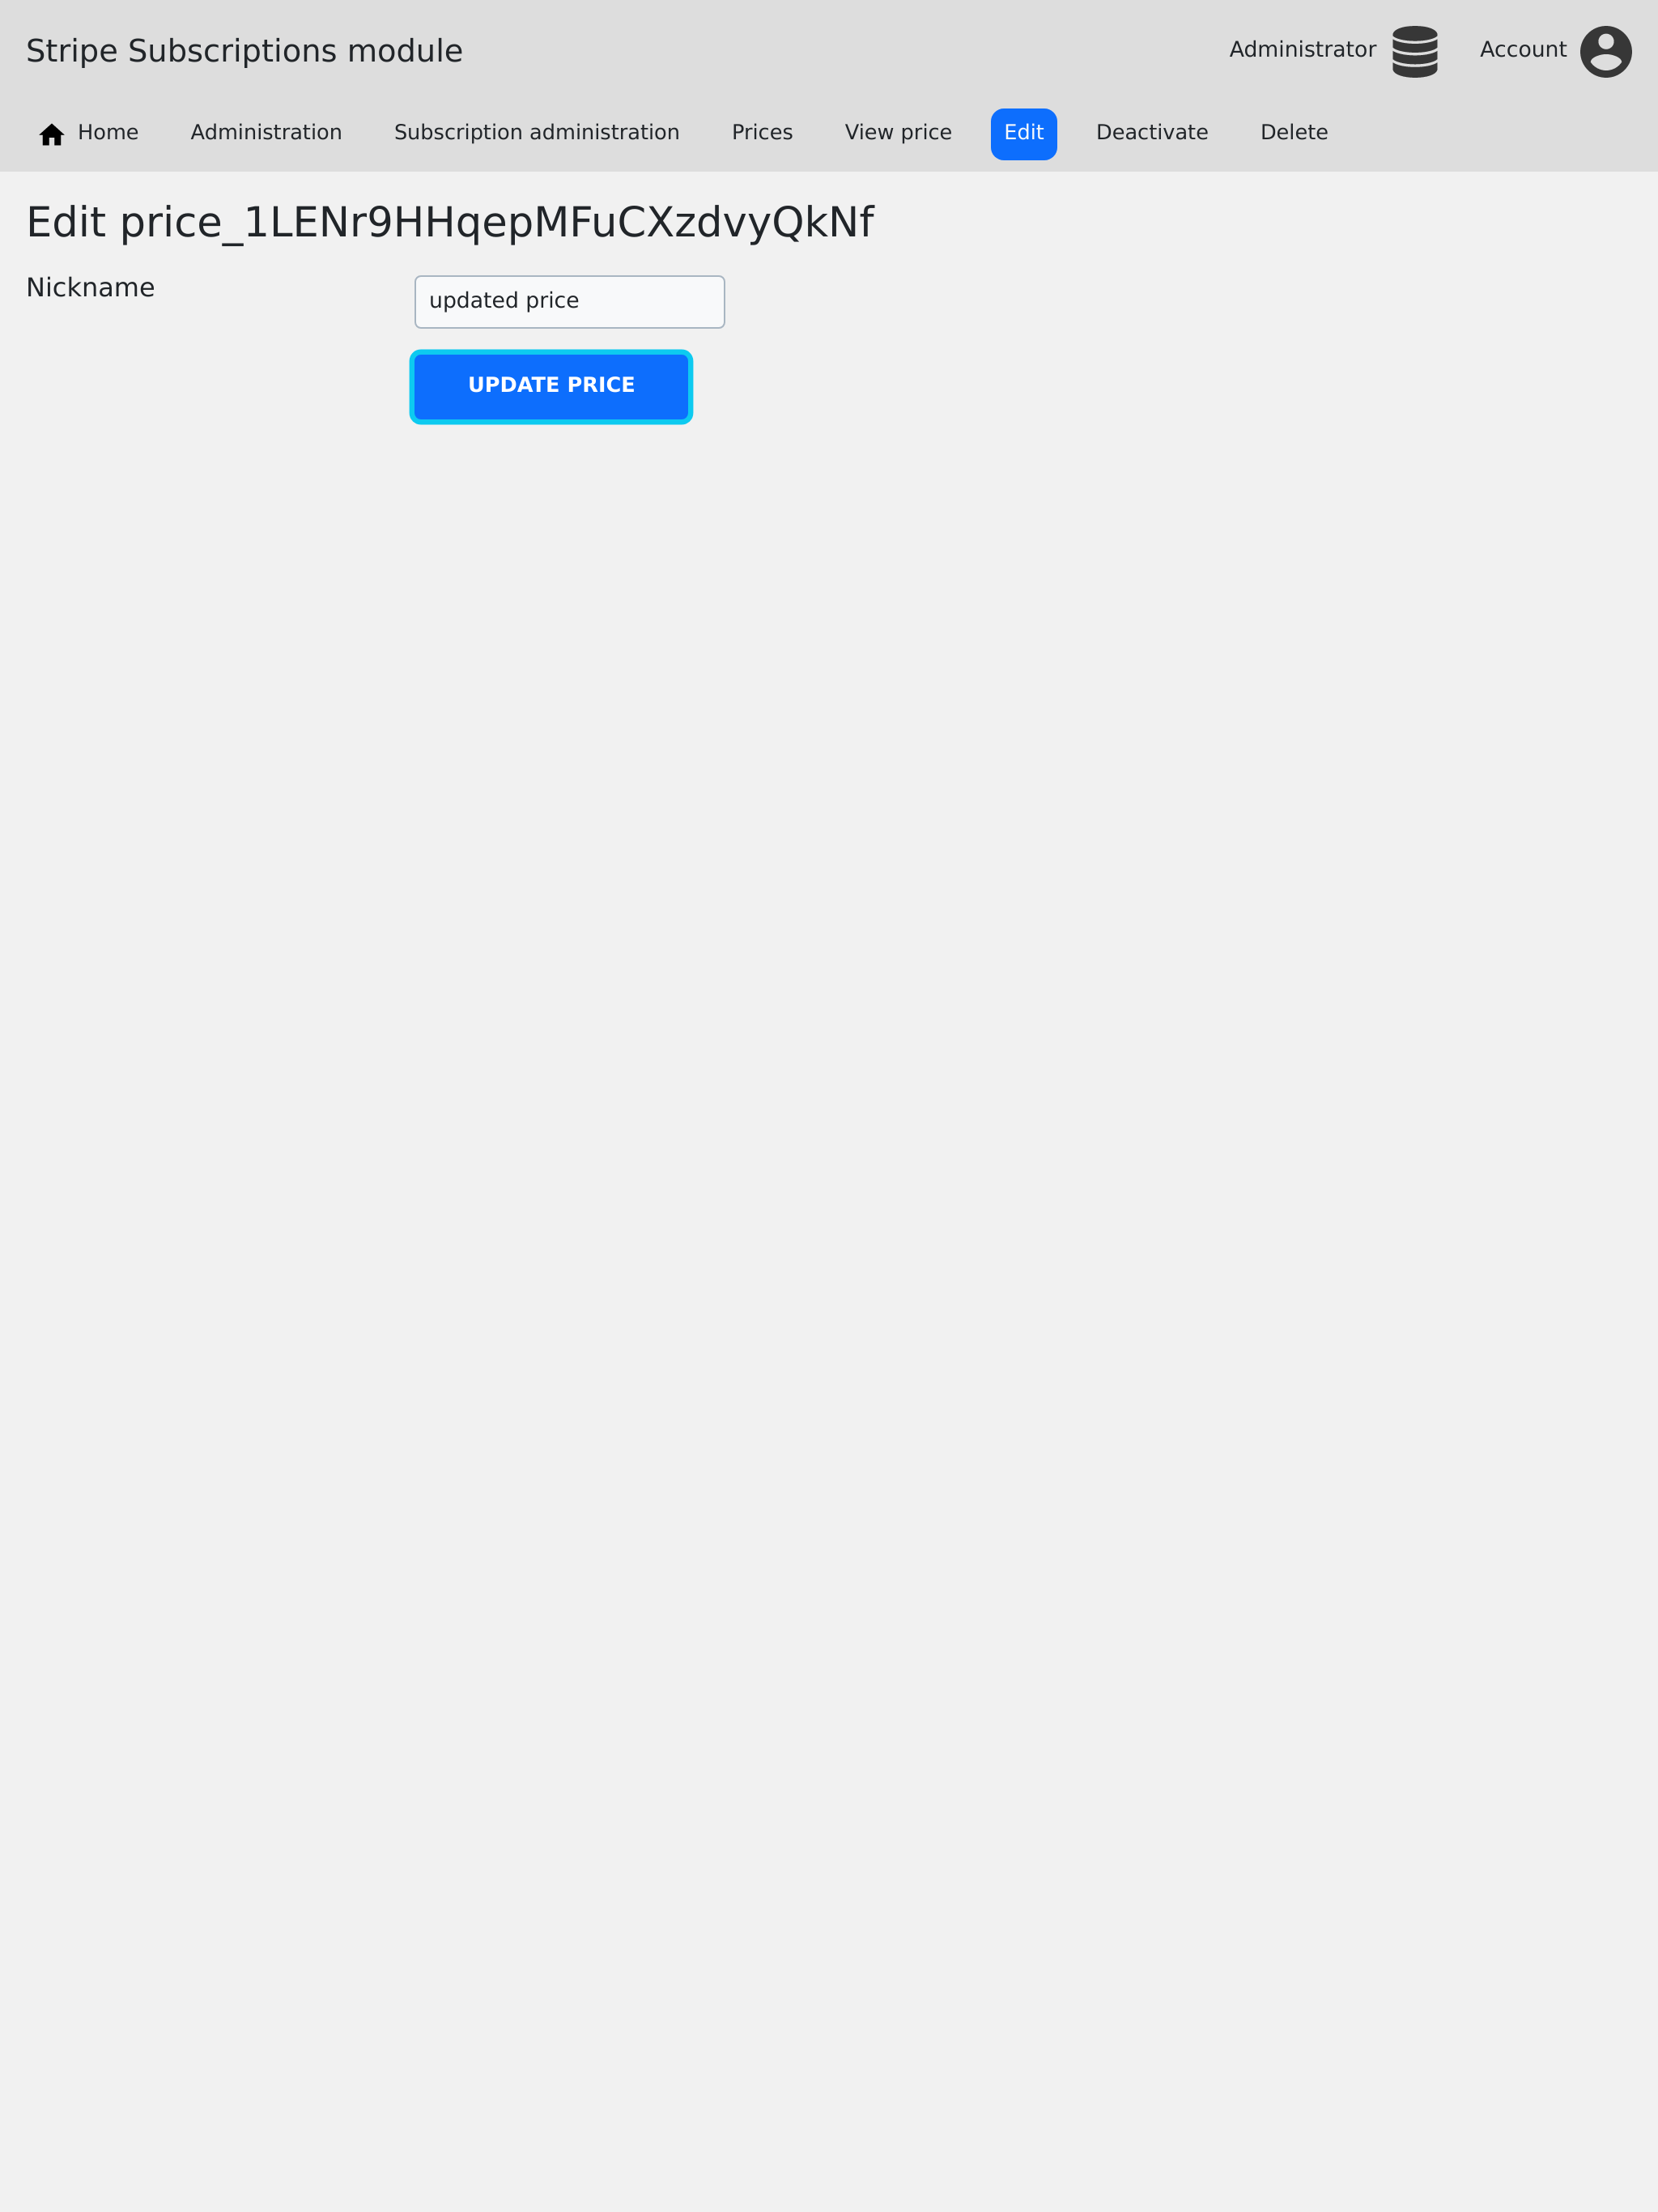 Stripe Subscriptions module
Administrator Account
Home Administration Subscription administration Prices View price Edit Deactivate Delete
Edit price_1LENr9HHqepMFuCXzdvyQkNf
Nickname updated price
UPDATE PRICE